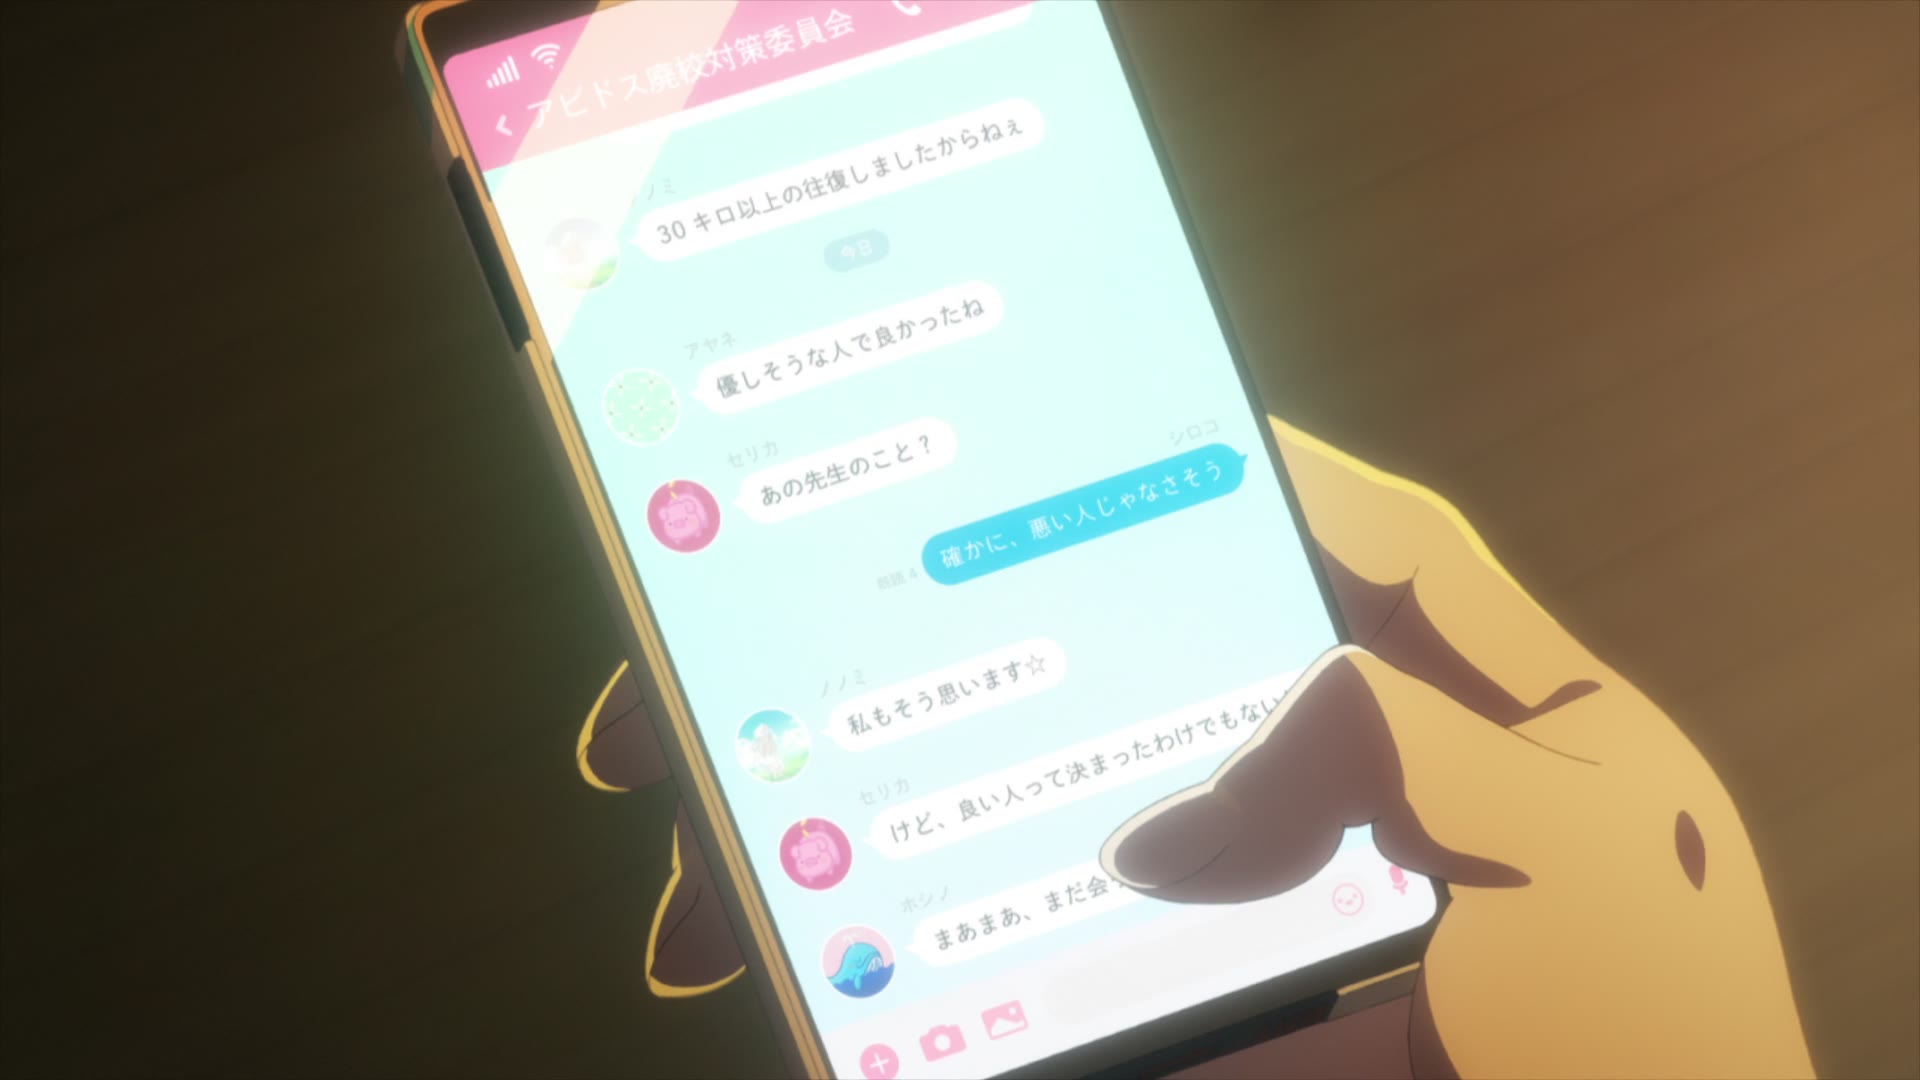 アビドス廃校対策委員会
ノノミ
30 キロ以上の往復しましたからねぇ
今日
アヤネ
優しそうな人で良かったね
セリカ
あの先生のこと?
シロコ
確かに、悪い人じゃなさそう
既読 4
ノノミ
私もそう思います☆
セリカ
けど、良い人って決まったわけでもない
ホシノ
まあまあ、まだ会